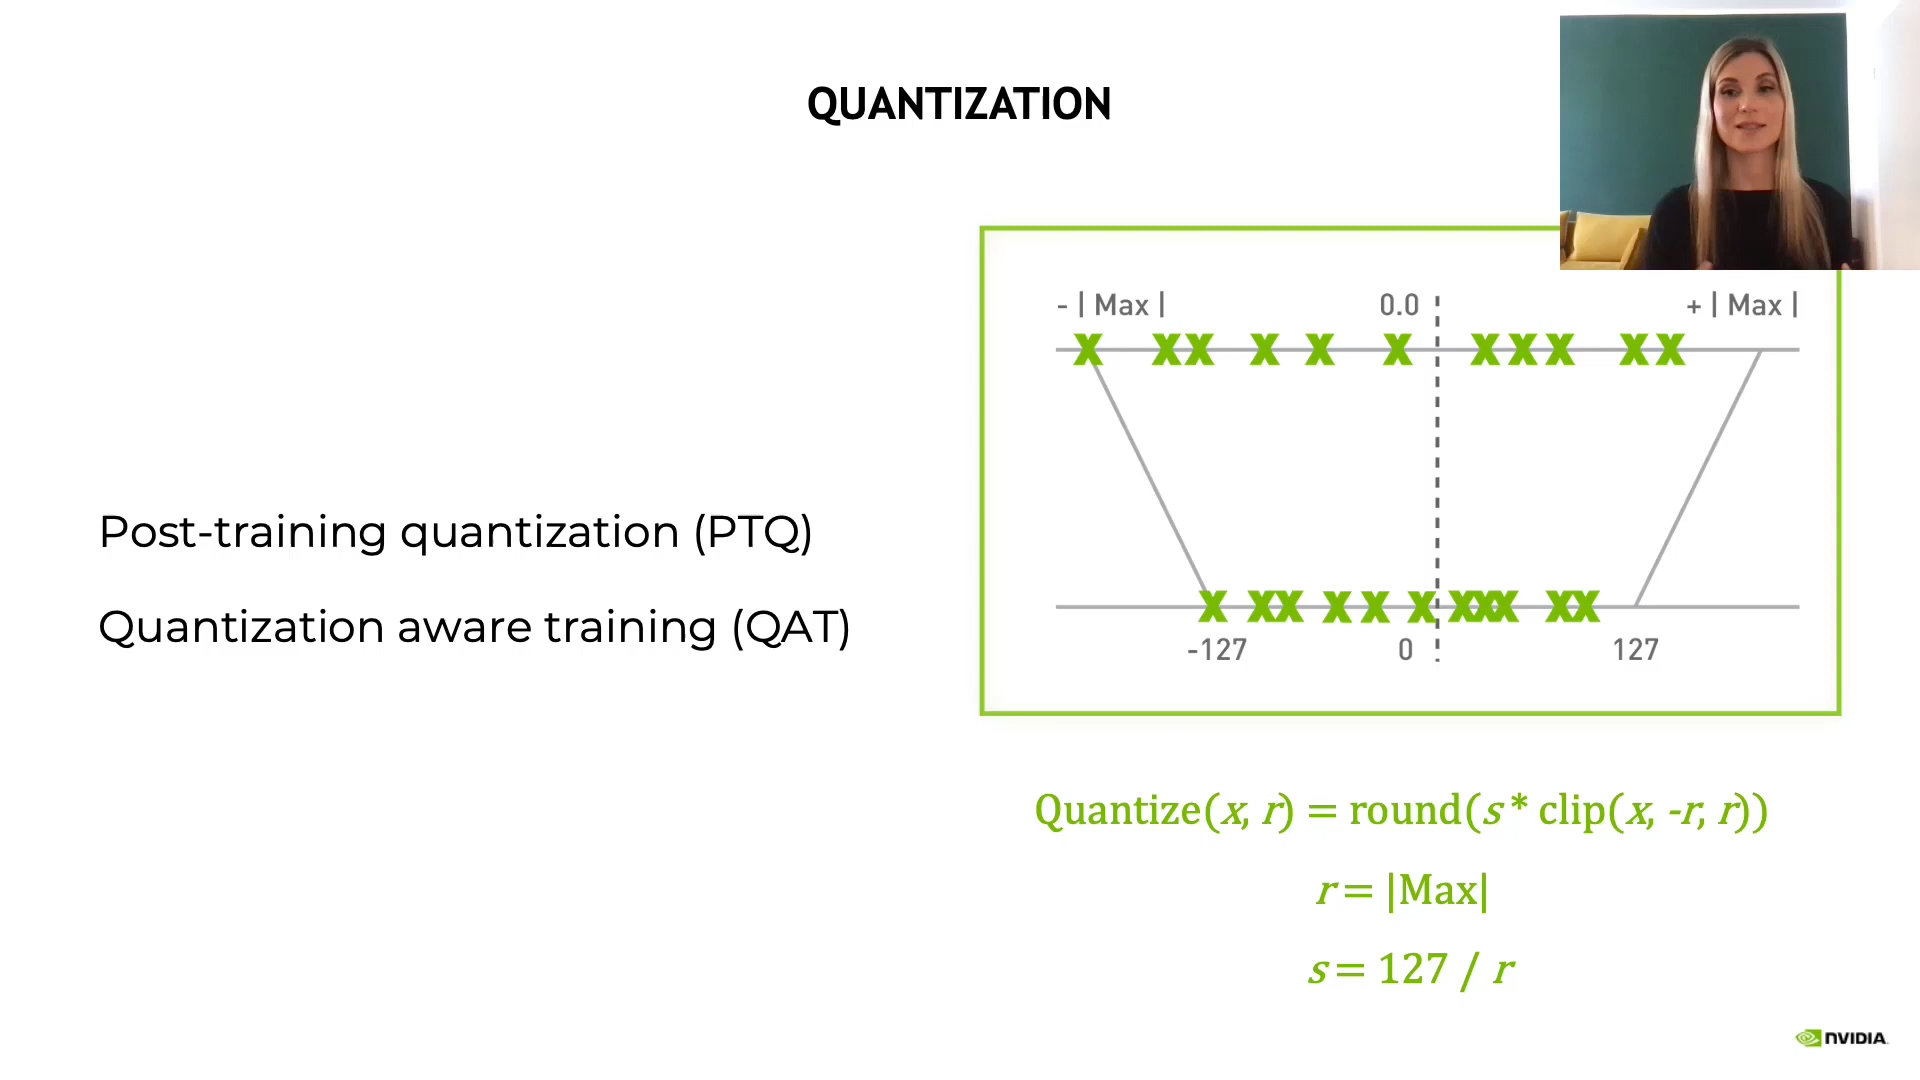 QUANTIZATION
Post-training quantization (PTQ)
Quantization aware training (QAT)
- | Max | 0.0 + | Max |
X X X X X X X X X X X
X X X X X X X X X X X
-127 0 127
Quantize(x, r) = round(s * clip(x, -r, r))
r = |Max|
s = 127 / r
NVIDIA